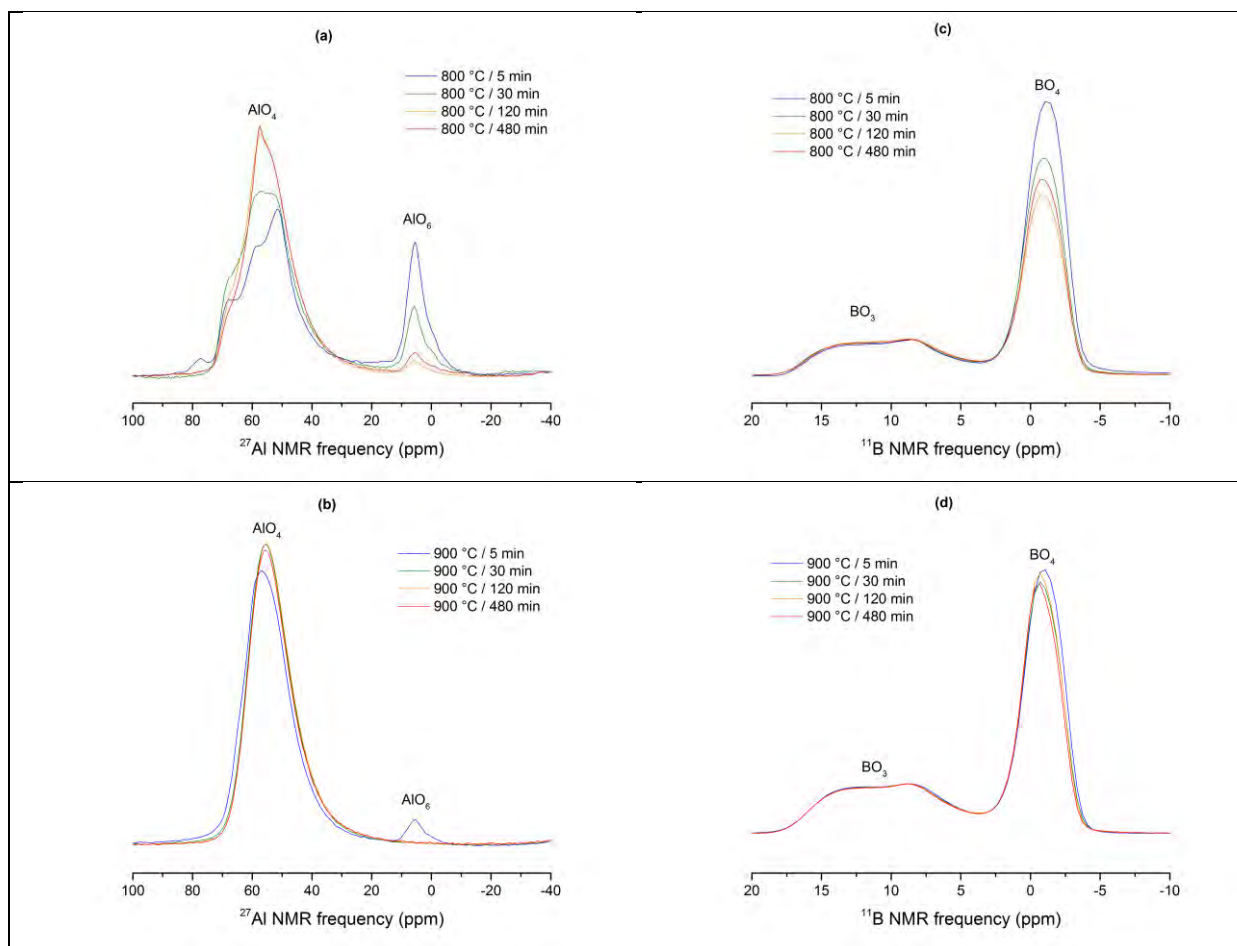 (a)
800 °C / 5 min
800 °C / 30 min
800 °C / 120 min
800 °C / 480 min
AlO₄
AlO₆
100 80 60 40 20 0 -20 -40
²⁷Al NMR frequency (ppm)
(c)
BO₄
800 °C / 5 min
800 °C / 30 min
800 °C / 120 min
800 °C / 480 min
BO₃
20 15 10 5 0 -5 -10
¹¹B NMR frequency (ppm)
(b)
AlO₄
900 °C / 5 min
900 °C / 30 min
900 °C / 120 min
900 °C / 480 min
AlO₆
100 80 60 40 20 0 -20 -40
²⁷Al NMR frequency (ppm)
(d)
BO₄
900 °C / 5 min
900 °C / 30 min
900 °C / 120 min
900 °C / 480 min
BO₃
20 15 10 5 0 -5 -10
¹¹B NMR frequency (ppm)